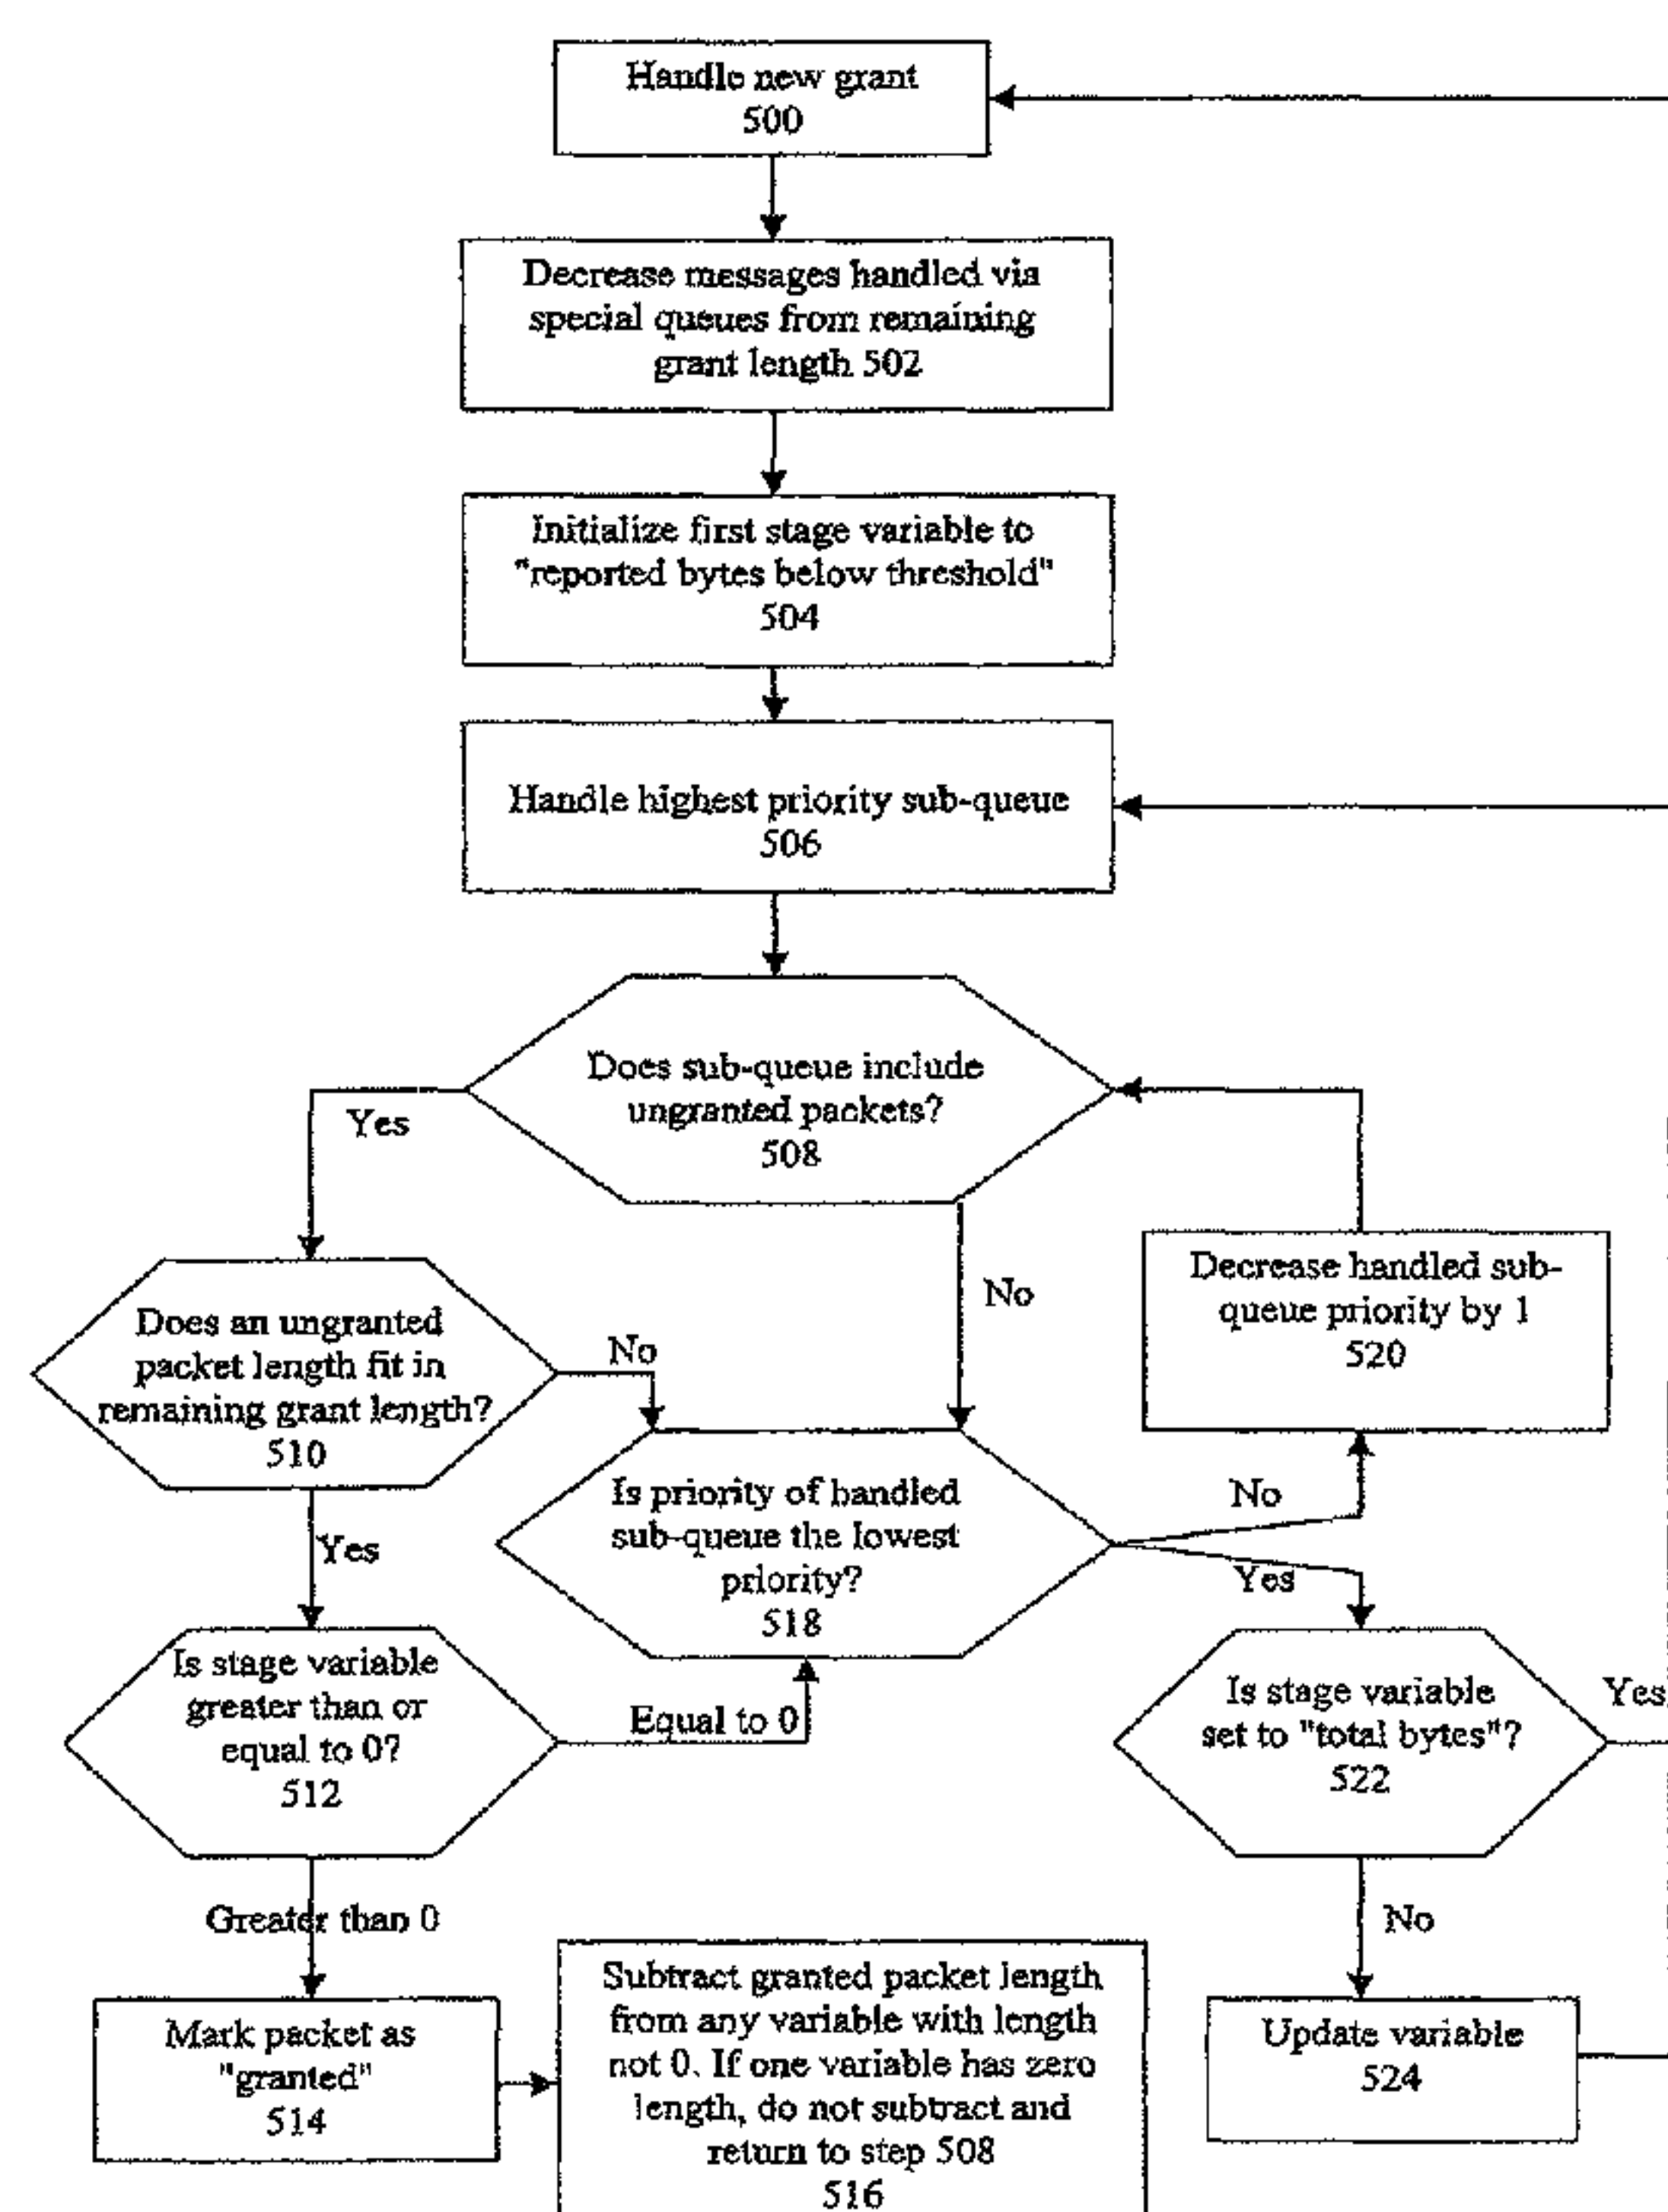 Handle new grant
500
Decrease messages handled via
special queues from remaining
grant length 502
Initialize first stage variable to
"reported bytes below threshold"
504
Handle highest priority sub-queue
506
Does sub-queue include
ungranted packets?
508
Yes
No
Decrease handled sub-
queue priority by 1
520
Does an ungranted
packet length fit in
remaining grant length?
510
No
Yes
Is priority of handled
sub-queue the lowest
priority?
518
No
Yes
Is stage variable
greater than or
equal to 0?
512
Equal to 0
Is stage variable
set to "total bytes"?
522
Yes
Greater than 0
No
Mark packet as
"granted"
514
Subtract granted packet length
from any variable with length
not 0. If one variable has zero
length, do not subtract and
return to step 508
516
Update variable
524